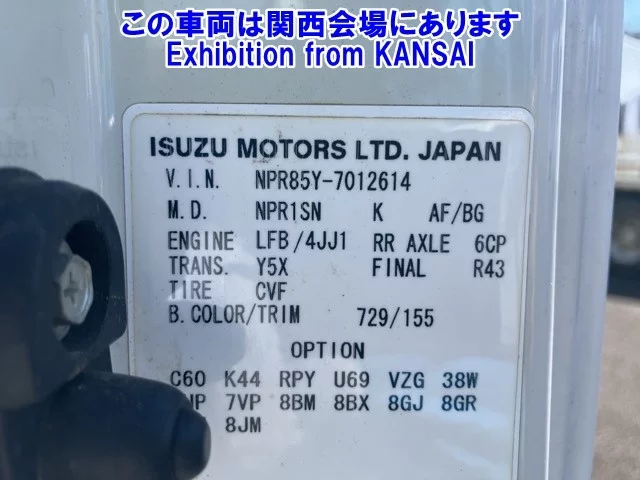 この車両は関西会場にあります
Exhibition from KANSAI
ISUZU MOTORS LTD. JAPAN
V.I.N. NPR85Y-7012614
M.D. NPR1SN K AF/BG
ENGINE LFB/4JJ1 RR AXLE 6CP
TRANS. Y5X FINAL R43
TIRE CVF
B.COLOR/TRIM 729/155
OPTION
C60 K44 RPY U69 VZG 38W
7VP 8BM 8BX 8GJ 8GR
8JM